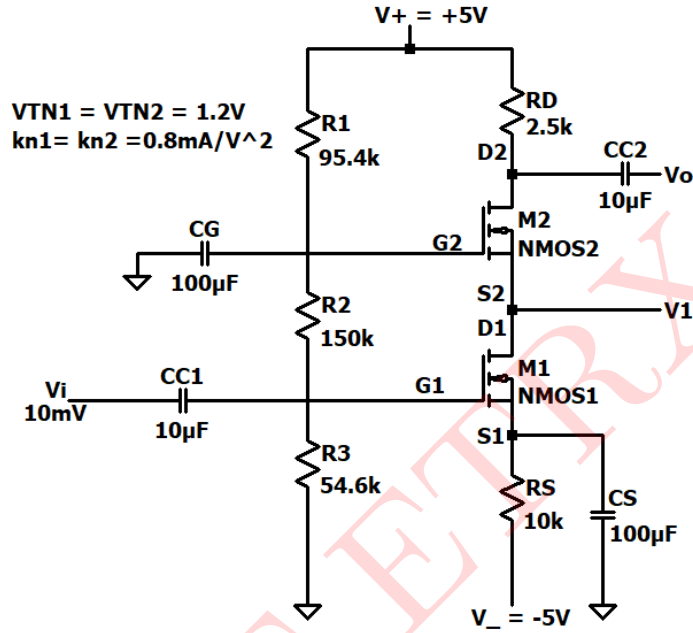 V+ = +5V
VTN1 = VTN2 = 1.2V
kn1= kn2 =0.8mA/V^2
R1
95.4k
RD
2.5k
D2
CC2
10µF
Vo
M2
NMOS2
G2
CG
100µF
R2
150k
S2
D1
V1
M1
NMOS1
G1
Vi
10mV
CC1
10µF
S1
R3
54.6k
RS
10k
CS
100µF
V_ = -5V
ETRX